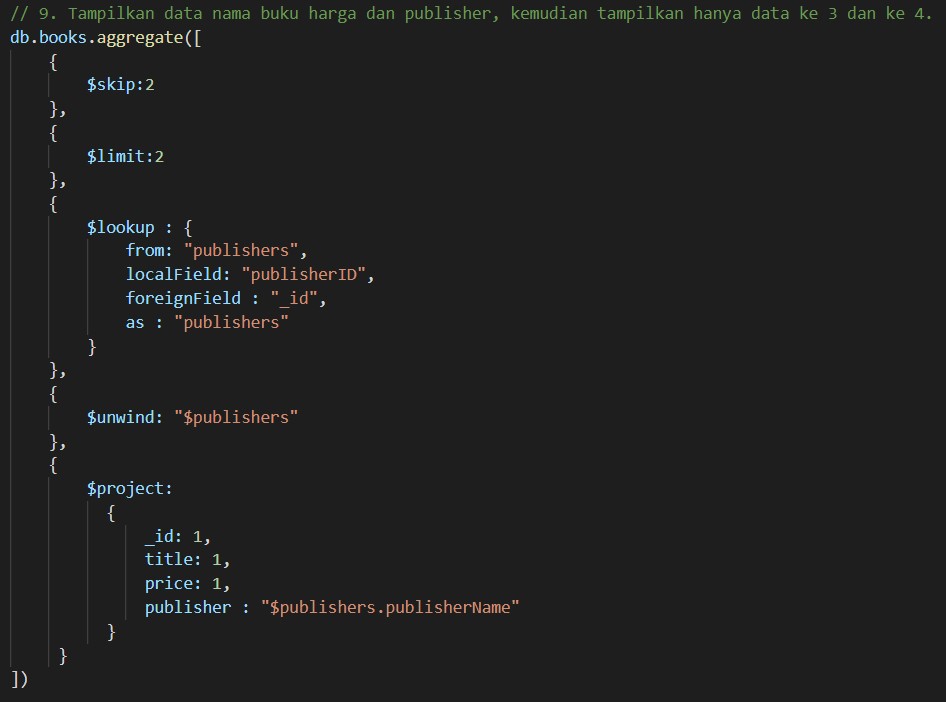 // 9. Tampilkan data nama buku harga dan publisher, kemudian tampilkan hanya data ke 3 dan ke 4.
db.books.aggregate([
    {
        $skip:2
    },
    {
        $limit:2
    },
    {
        $lookup : {
            from: "publishers",
            localField: "publisherID",
            foreignField : "_id",
            as : "publishers"
        }
    },
    {
        $unwind: "$publishers"
    },
    {
        $project:
          {
              _id: 1,
              title: 1,
              price: 1,
              publisher : "$publishers.publisherName"
          }
     }
])